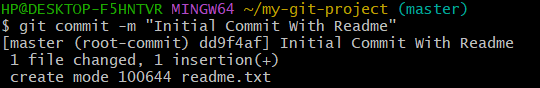 HP@DESKTOP-F5HNTVR MINGW64 ~/my-git-project (master)
$ git commit -m "Initial Commit With Readme"
[master (root-commit) dd9f4af] Initial Commit With Readme
 1 file changed, 1 insertion(+)
 create mode 100644 readme.txt